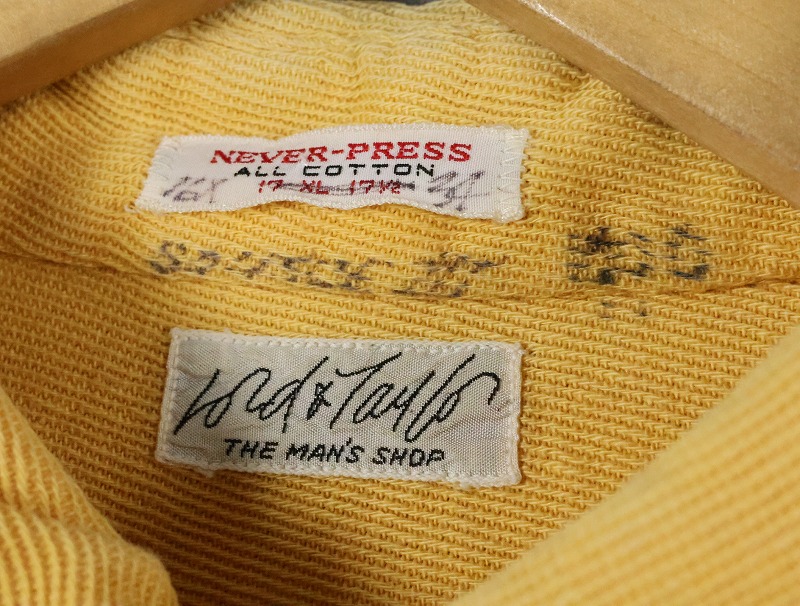 NEVER-PRESS
ALL COTTON
17 XL 17½
Lord & Taylor
THE MAN'S SHOP